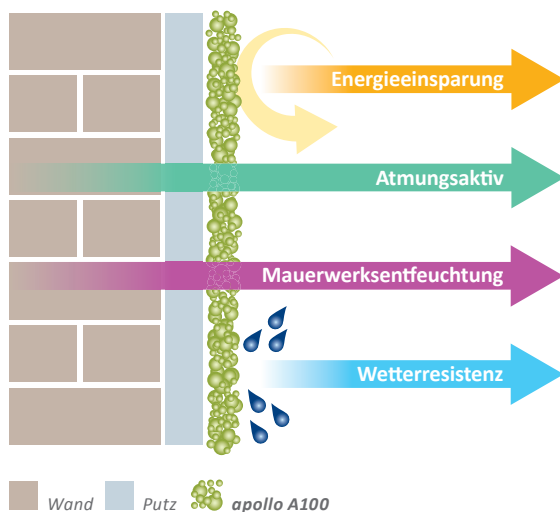 Energieeinsparung
Atmungsaktiv
Mauerwerksentfeuchtung
Wetterresistenz
Wand Putz apollo A100